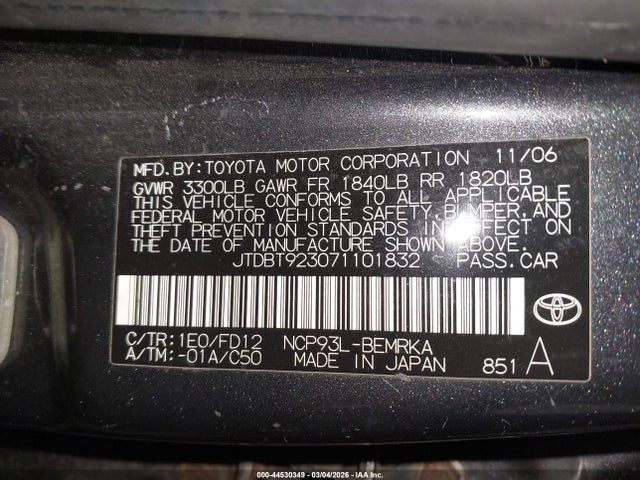 MFD.BY:TOYOTA MOTOR CORPORATION 11/06
GVWR 3300LB GAWR FR 1840LB RR 1820LB
THIS VEHICLE CONFORMS TO ALL APPLICABLE
FEDERAL MOTOR VEHICLE SAFETY,BUMPER,AND
THEFT PREVENTION STANDARDS IN EFFECT ON
THE DATE OF MANUFACTURE SHOWN ABOVE.
JTDBT923071101832 PASS.CAR
C/TR:1E0/FD12 NCP93L-BEMRKA
A/TM:-01A/C50 MADE IN JAPAN 851 A
000-44530349 - 03/04/2026 - IAA Inc.